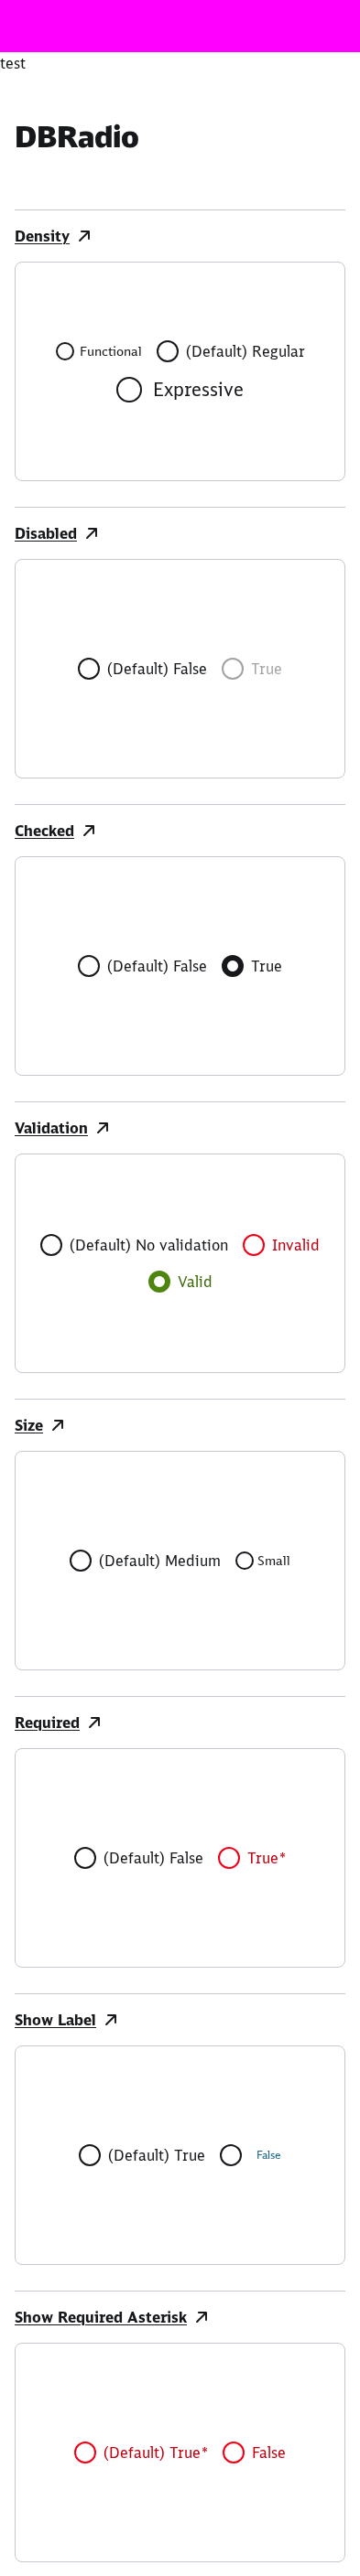 test
DBRadio
Density
Functional (Default) Regular
Expressive
Disabled
(Default) False True
Checked
(Default) False True
Validation
(Default) No validation Invalid
Valid
Size
(Default) Medium Small
Required
(Default) False True*
Show Label
(Default) True False
Show Required Asterisk
(Default) True* False